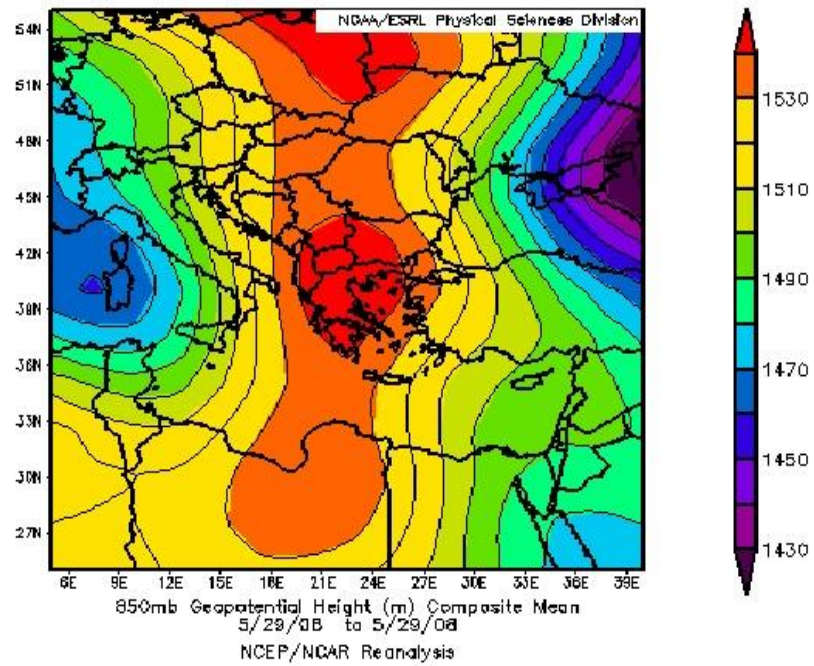 NOAA/ESRL Physical Sciences Division
54N
51N
48N
45N
42N
39N
36N
33N
30N
27N
6E 9E 12E 15E 18E 21E 24E 27E 30E 33E 36E 39E
1530
1510
1490
1470
1450
1430
850mb Geopotential Height (m) Composite Mean
5/29/08 to 5/29/08
NCEP/NCAR Reanalysis